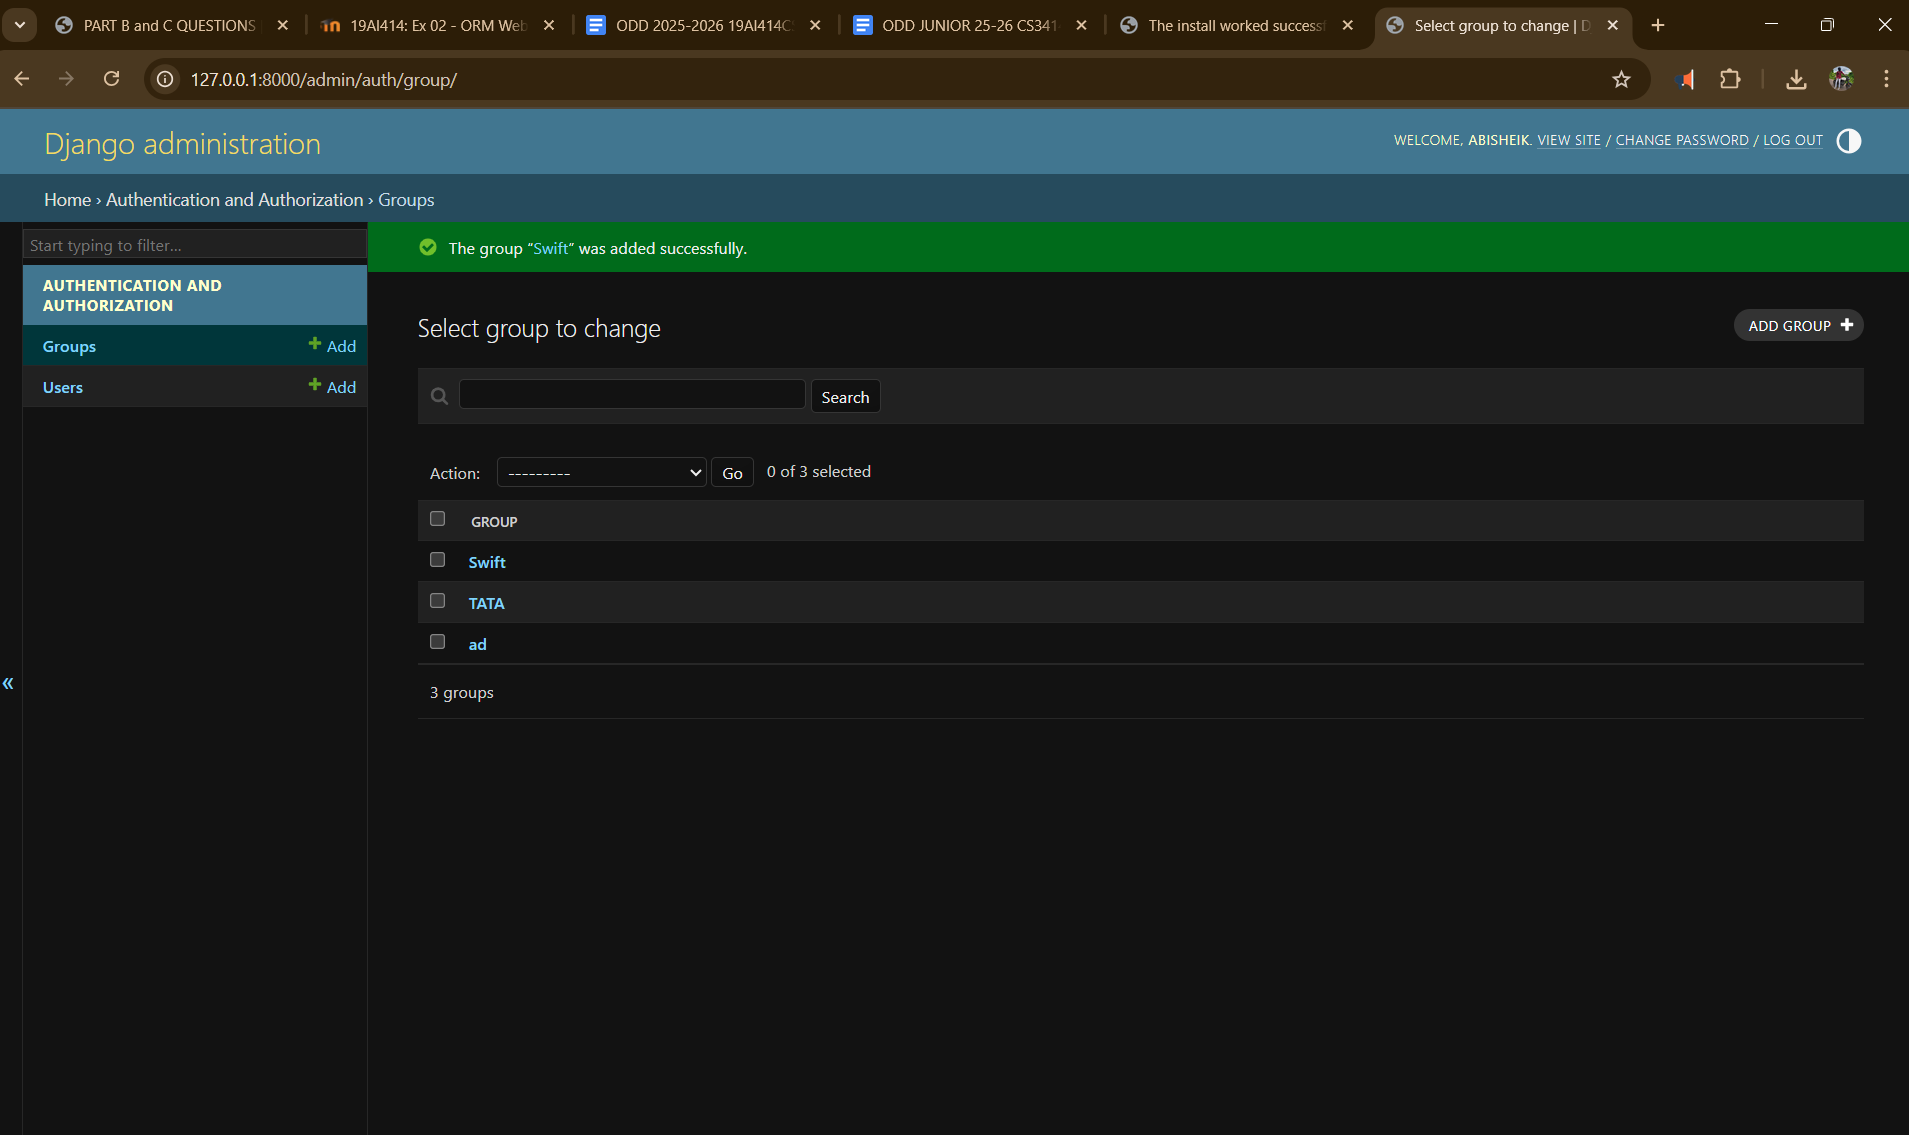 PART B and C QUESTIONS
19AI414: Ex 02 - ORM Web
ODD 2025-2026 19AI414C
ODD JUNIOR 25-26 CS341
The install worked success
Select group to change | D
127.0.0.1:8000/admin/auth/group/
Django administration
WELCOME, ABISHEIK. VIEW SITE / CHANGE PASSWORD / LOG OUT
Home › Authentication and Authorization › Groups
Start typing to filter...
AUTHENTICATION AND
AUTHORIZATION
Groups
Add
Users
Add
The group “Swift” was added successfully.
Select group to change
ADD GROUP
Search
Action:
---------
Go
0 of 3 selected
GROUP
Swift
TATA
ad
3 groups
«